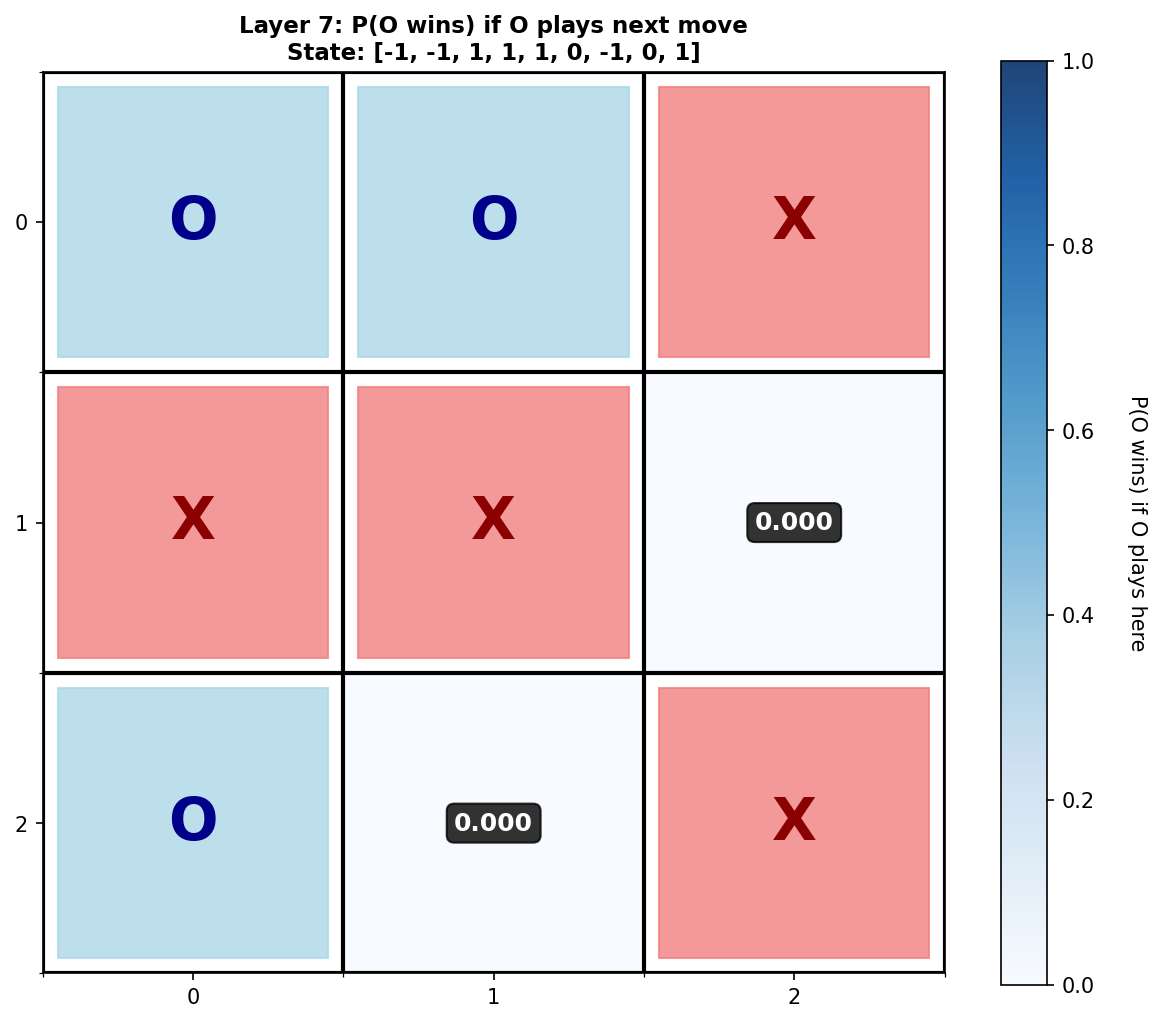 Layer 7: P(O wins) if O plays next move
State: [-1, -1, 1, 1, 1, 0, -1, 0, 1]
O O X
X X 0.000
O 0.000 X
0
1
2
0 1 2
1.0
0.8
0.6
0.4
0.2
0.0
P(O wins) if O plays here